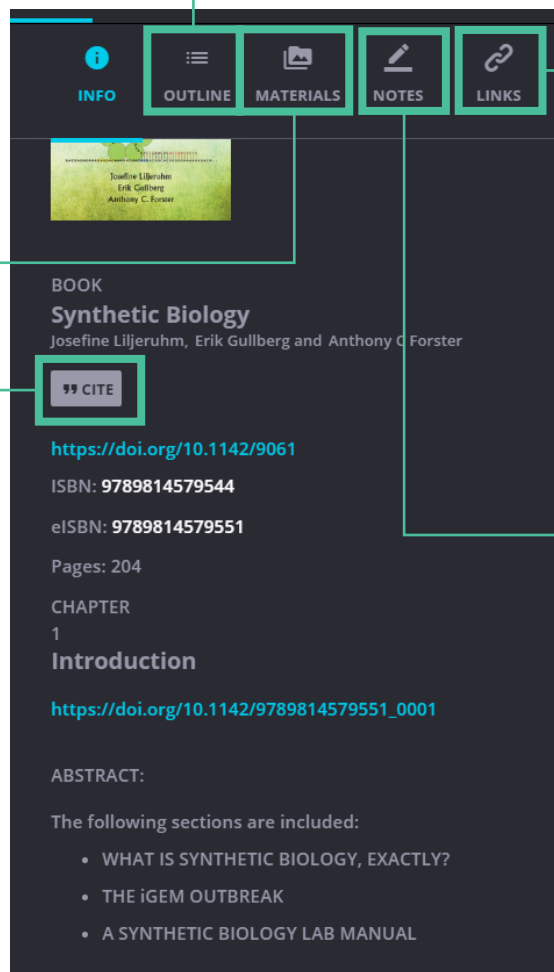 INFO
OUTLINE
MATERIALS
NOTES
LINKS
Josefine Liljeruhm
Erik Gullberg
Anthony C. Forster
BOOK
Synthetic Biology
Josefine Liljeruhm, Erik Gullberg and Anthony C Forster
CITE
https://doi.org/10.1142/9061
ISBN: 9789814579544
eISBN: 9789814579551
Pages: 204
CHAPTER
1
Introduction
https://doi.org/10.1142/9789814579551_0001
ABSTRACT:
The following sections are included:
• WHAT IS SYNTHETIC BIOLOGY, EXACTLY?
• THE iGEM OUTBREAK
• A SYNTHETIC BIOLOGY LAB MANUAL